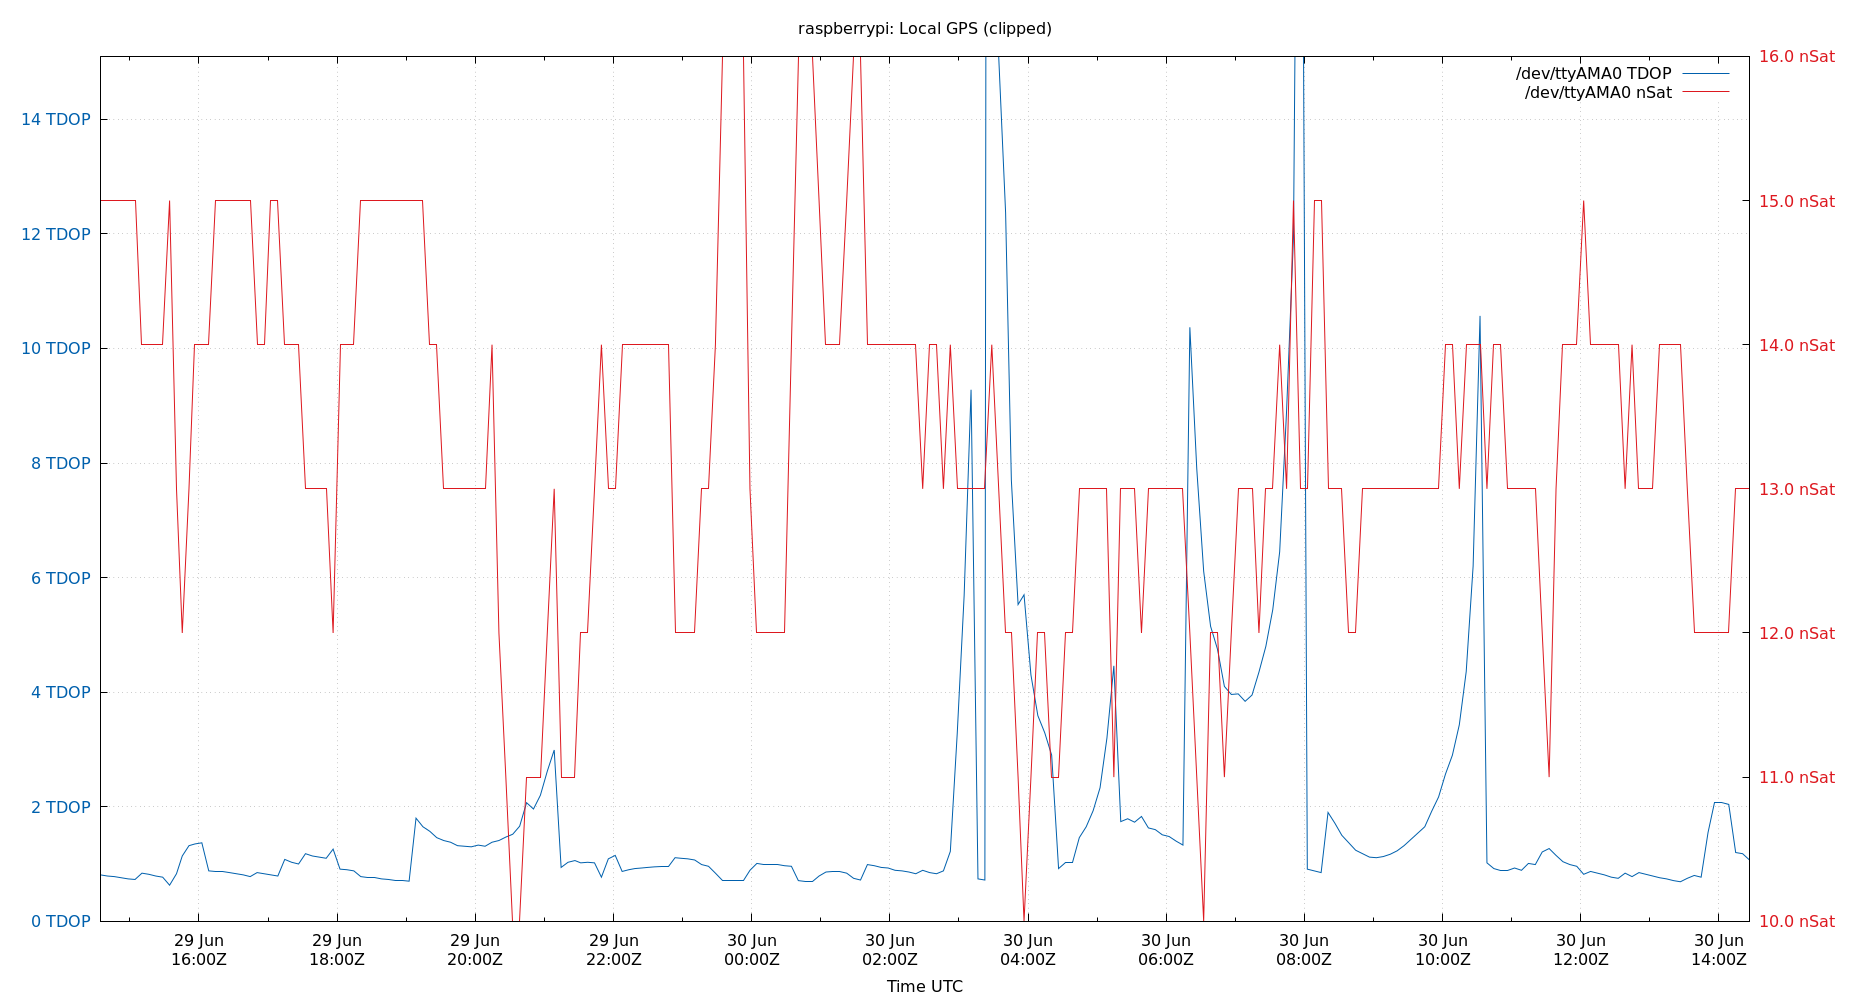 raspberrypi: Local GPS (clipped)
/dev/ttyAMA0 TDOP
/dev/ttyAMA0 nSat
14 TDOP
12 TDOP
10 TDOP
8 TDOP
6 TDOP
4 TDOP
2 TDOP
0 TDOP
16.0 nSat
15.0 nSat
14.0 nSat
13.0 nSat
12.0 nSat
11.0 nSat
10.0 nSat
29 Jun
16:00Z
29 Jun
18:00Z
29 Jun
20:00Z
29 Jun
22:00Z
30 Jun
00:00Z
30 Jun
02:00Z
30 Jun
04:00Z
30 Jun
06:00Z
30 Jun
08:00Z
30 Jun
10:00Z
30 Jun
12:00Z
30 Jun
14:00Z
Time UTC